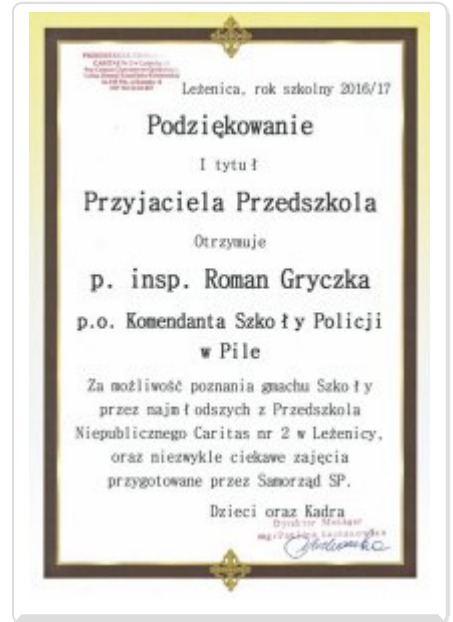 Leżenica, rok szkolny 2016/17
Podziękowanie
I tytuł
Przyjaciela Przedszkola
Otrzymuje
p. insp. Roman Gryczka
p.o. Komendanta Szkoły Policji
w Pile
Za możliwość poznania gmachu Szkoły
przez najmłodszych z Przedszkola
Niepublicznego Caritas nr 2 w Leżenicy,
oraz niezwykle ciekawe zajęcia
przygotowane przez Samorząd SP.
Dzieci oraz Kadra